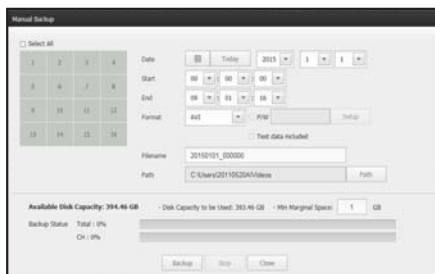 Manual Backup
Select All
1 2 3 4
5 6 7 8
9 10 11 12
13 14 15 16
Date Today 2015 1 1
Start 00 : 00 : 00
End 09 : 01 : 16
Format AVI P/W Setup
Text data included
Filename 20150101_000000
Path C:\Users\20110520A\Videos Path
Available Disk Capacity: 394.46 GB - Disk Capacity to be Used: 393.46 GB - Min Marginal Space: 1 GB
Backup Status Total : 0%
CH : 0%
Backup Stop Close